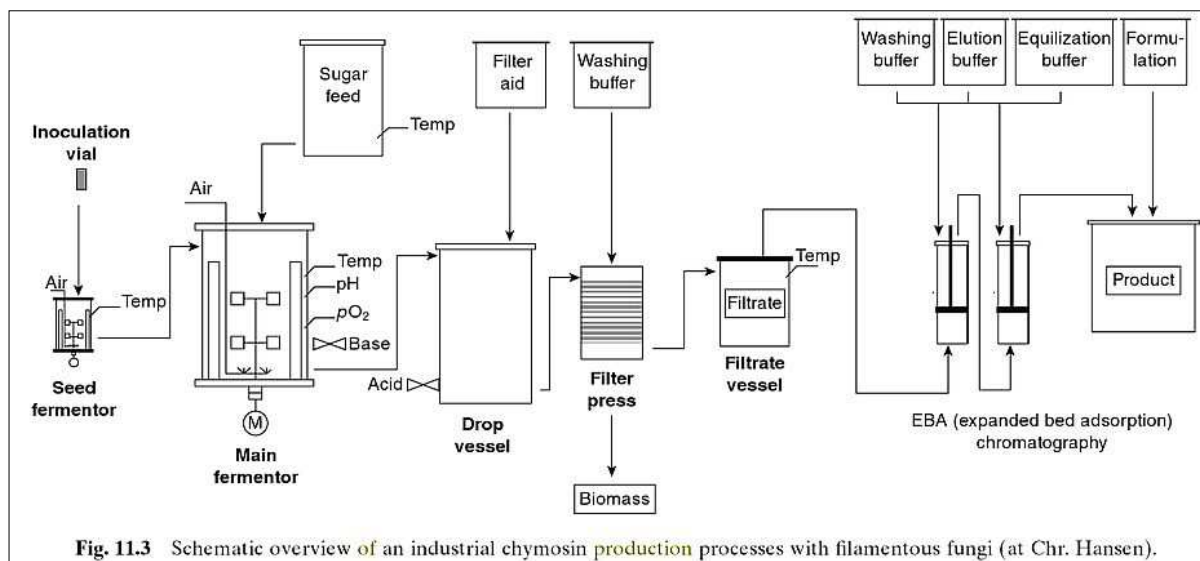 Inoculation
vial
Air
Temp
Seed
fermentor
Sugar
feed
Temp
Air
Temp
pH
pO₂
Base
M
Main
fermentor
Filter
aid
Acid
Drop
vessel
Washing
buffer
Filter
press
Biomass
Temp
Filtrate
Filtrate
vessel
Washing
buffer
Elution
buffer
Equilization
buffer
Formu-
lation
Product
EBA (expanded bed adsorption)
chromatography
Fig. 11.3 Schematic overview of an industrial chymosin production processes with filamentous fungi (at Chr. Hansen).